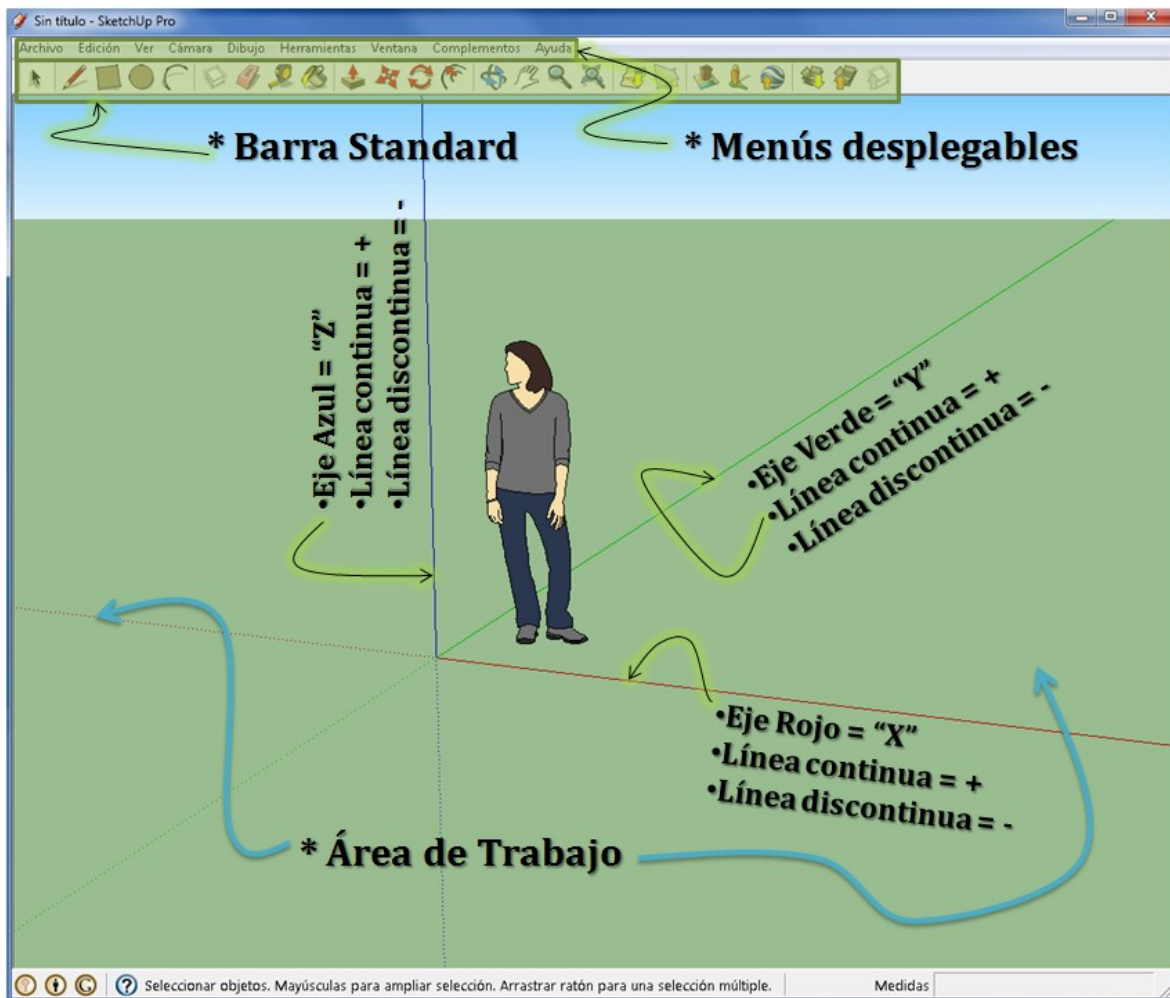 Sin título - SketchUp Pro
Archivo Edición Ver Cámara Dibujo Herramientas Ventana Complementos Ayuda
* Barra Standard
* Menús desplegables
•Eje Azul = “Z”
•Línea continua = +
•Línea discontinua = -
•Eje Verde = “Y”
•Línea continua = +
•Línea discontinua = -
•Eje Rojo = “X”
•Línea continua = +
•Línea discontinua = -
* Área de Trabajo
Seleccionar objetos. Mayúsculas para ampliar selección. Arrastrar ratón para una selección múltiple. Medidas